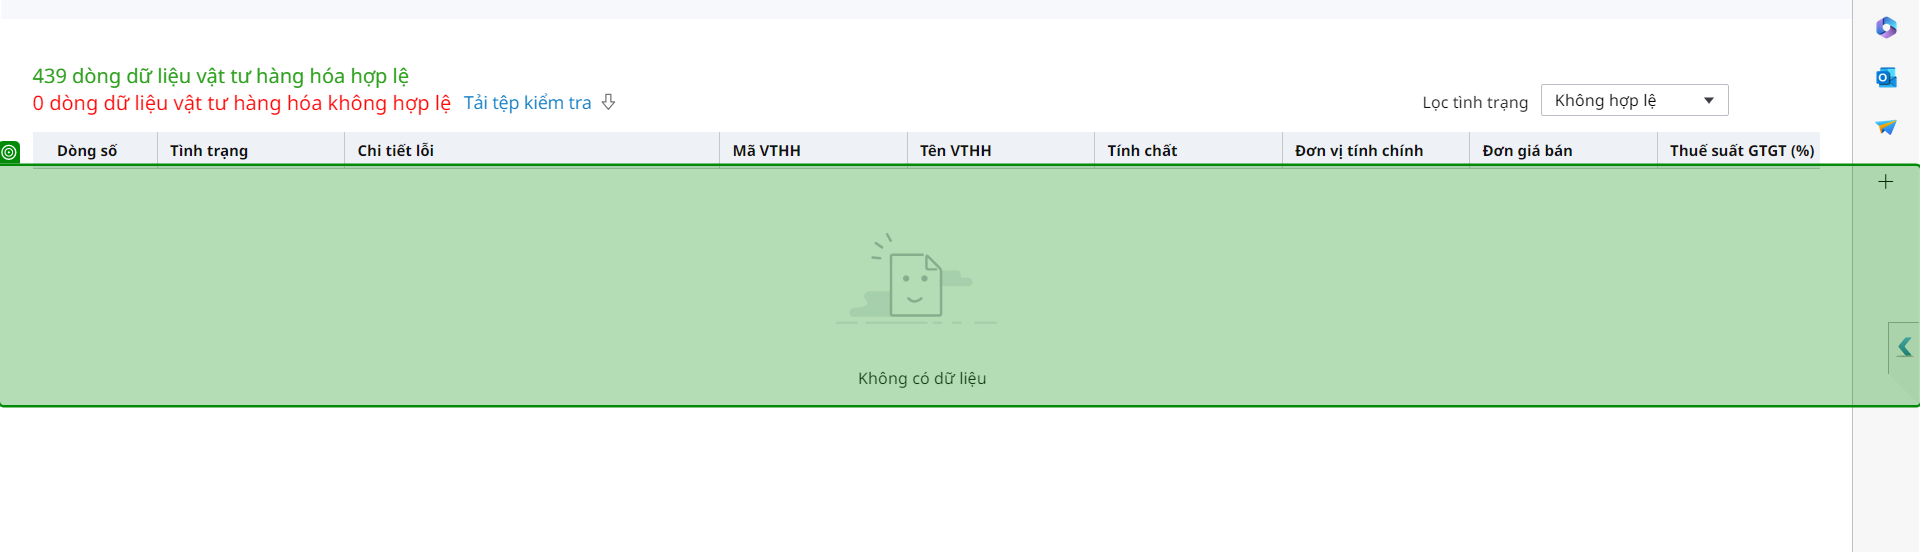 439 dòng dữ liệu vật tư hàng hóa hợp lệ
0 dòng dữ liệu vật tư hàng hóa không hợp lệ Tải tệp kiểm tra
Lọc tình trạng Không hợp lệ
Dòng số Tình trạng Chi tiết lỗi Mã VTHH Tên VTHH Tính chất Đơn vị tính chính Đơn giá bán Thuế suất GTGT (%)
Không có dữ liệu